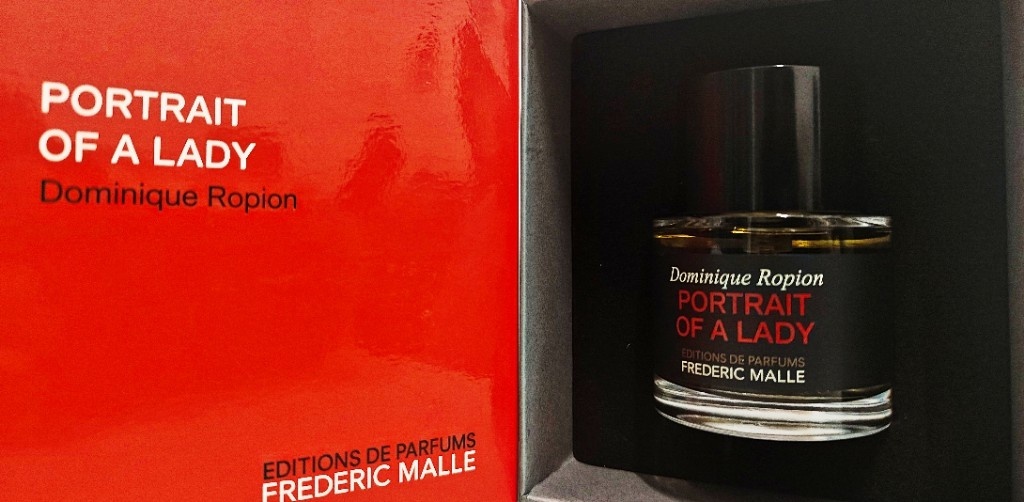 PORTRAIT
OF A LADY
Dominique Ropion
EDITIONS DE PARFUMS
FREDERIC MALLE
Dominique Ropion
PORTRAIT
OF A LADY
EDITIONS DE PARFUMS
FREDERIC MALLE